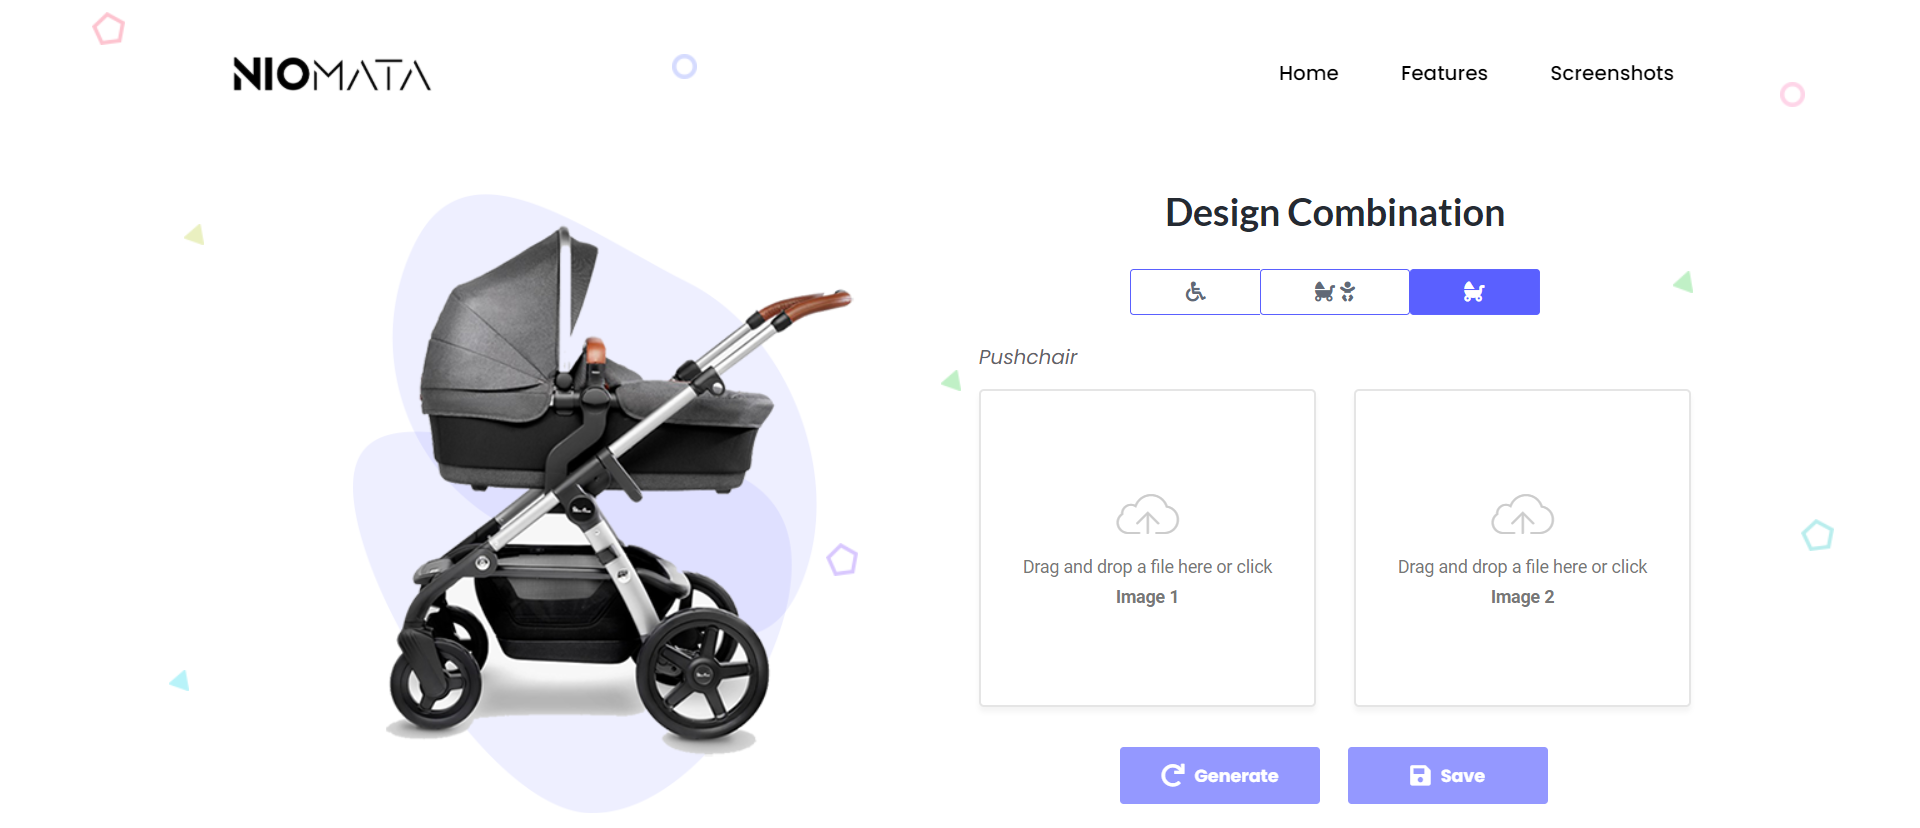 NIOMATA
Home Features Screenshots
Design Combination
Pushchair
Drag and drop a file here or click
Image 1
Drag and drop a file here or click
Image 2
Generate
Save